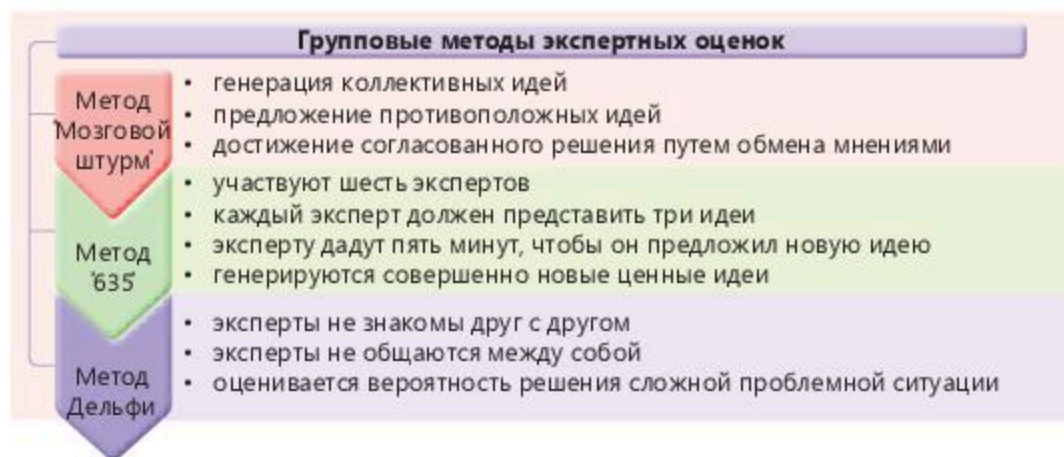 Групповые методы экспертных оценок
Метод
"Мозговой
штурм"
• генерация коллективных идей
• предложение противоположных идей
• достижение согласованного решения путем обмена мнениями
Метод
"635"
• участвуют шесть экспертов
• каждый эксперт должен представить три идеи
• эксперту дадут пять минут, чтобы он предложил новую идею
• генерируются совершенно новые ценные идеи
Метод
Дельфи
• эксперты не знакомы друг с другом
• эксперты не общаются между собой
• оценивается вероятность решения сложной проблемной ситуации